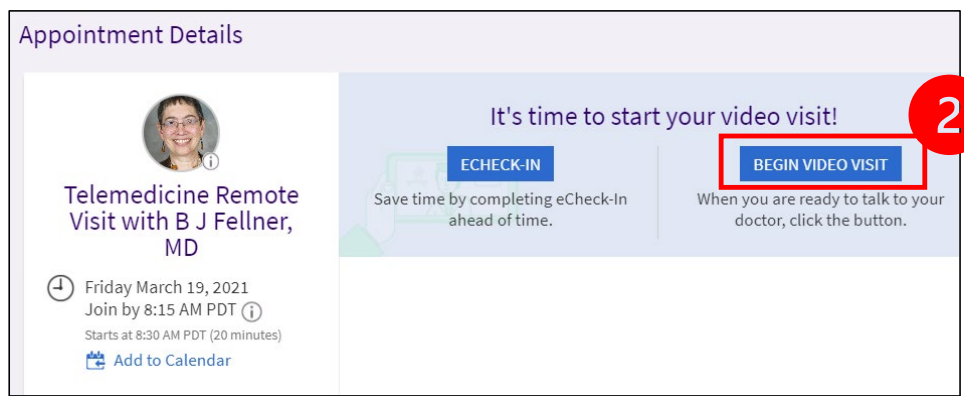 Appointment Details
Telemedicine Remote
Visit with B J Fellner,
MD
Friday March 19, 2021
Join by 8:15 AM PDT
Starts at 8:30 AM PDT (20 minutes)
Add to Calendar
It's time to start your video visit!
2
ECHECK-IN
Save time by completing eCheck-In
ahead of time.
BEGIN VIDEO VISIT
When you are ready to talk to your
doctor, click the button.